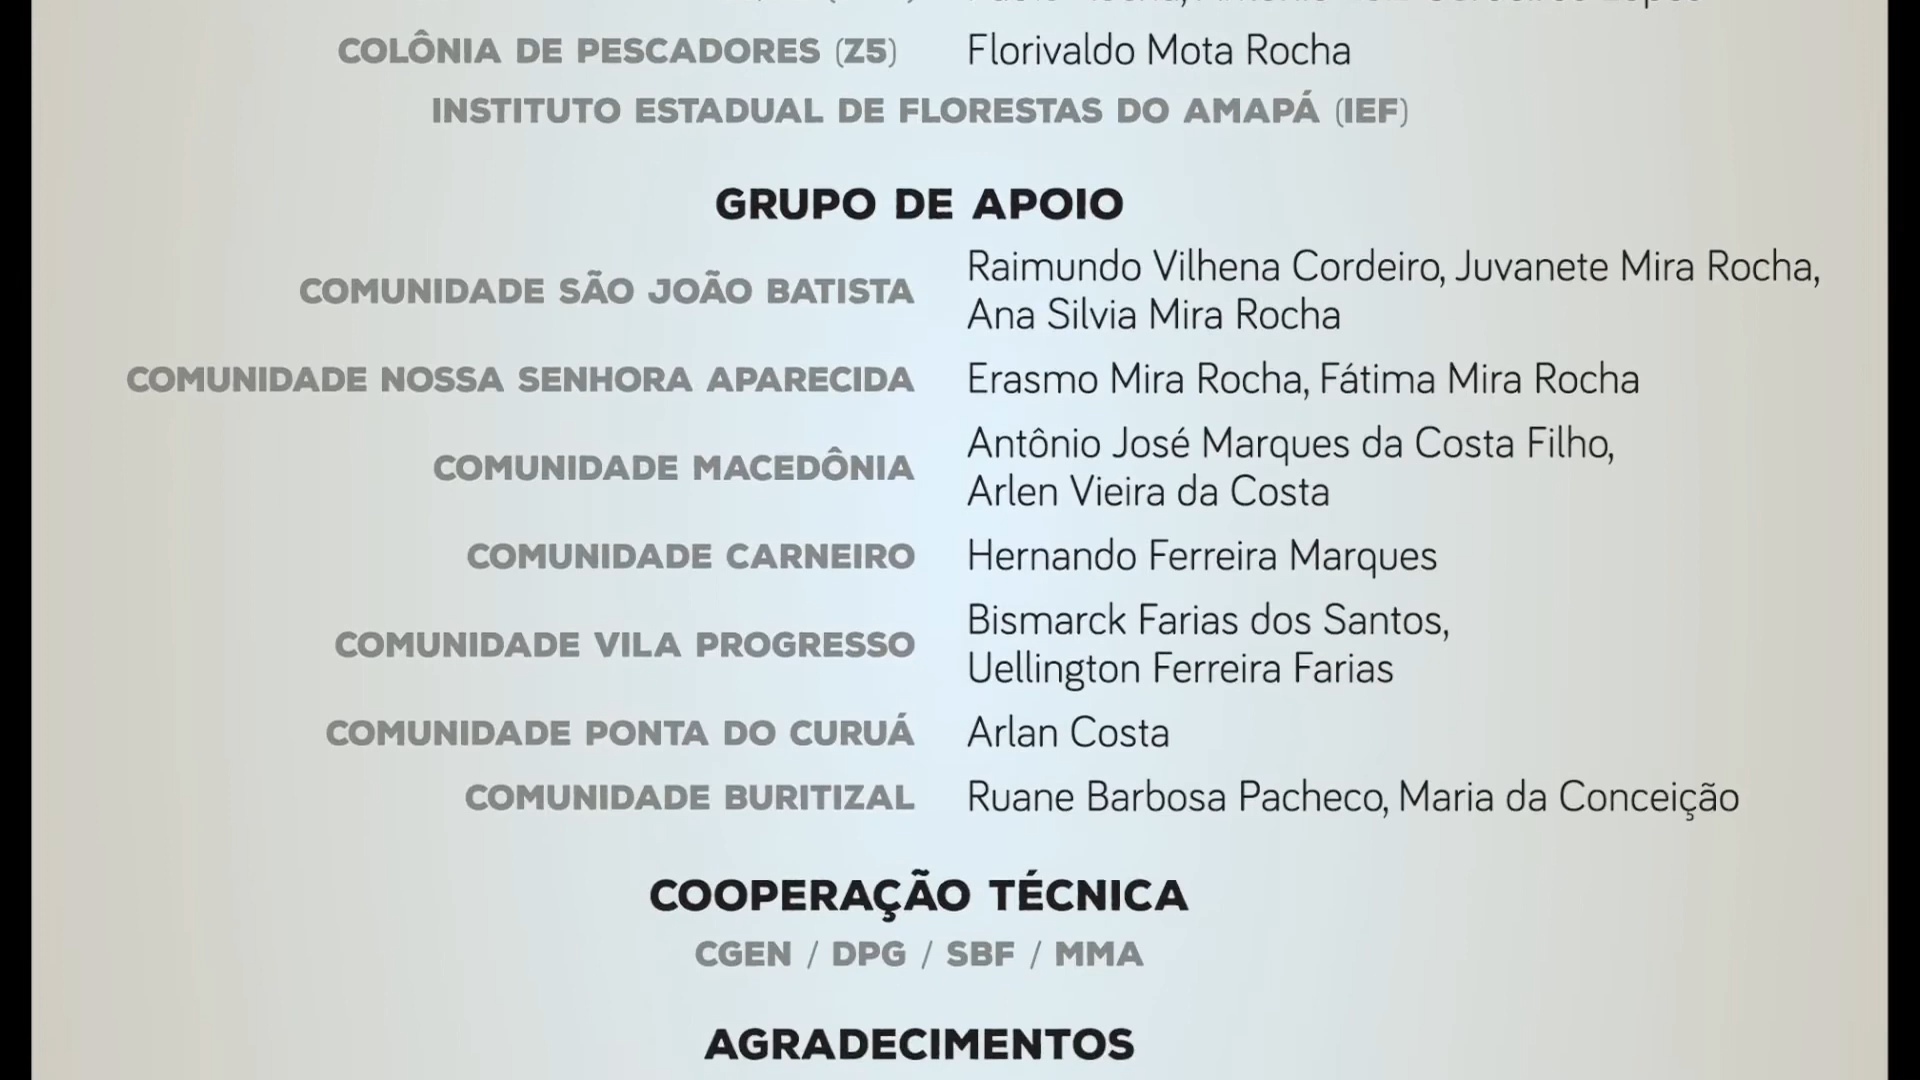 COLÔNIA DE PESCADORES (Z5) Florivaldo Mota Rocha
INSTITUTO ESTADUAL DE FLORESTAS DO AMAPÁ (IEF)
GRUPO DE APOIO
COMUNIDADE SÃO JOÃO BATISTA Raimundo Vilhena Cordeiro, Juvanete Mira Rocha,
Ana Silvia Mira Rocha
COMUNIDADE NOSSA SENHORA APARECIDA Erasmo Mira Rocha, Fátima Mira Rocha
COMUNIDADE MACEDÔNIA Antônio José Marques da Costa Filho,
Arlen Vieira da Costa
COMUNIDADE CARNEIRO Hernando Ferreira Marques
COMUNIDADE VILA PROGRESSO Bismarck Farias dos Santos,
Uellington Ferreira Farias
COMUNIDADE PONTA DO CURUÁ Arlan Costa
COMUNIDADE BURITIZAL Ruane Barbosa Pacheco, Maria da Conceição
COOPERAÇÃO TÉCNICA
CGEN / DPG / SBF / MMA
AGRADECIMENTOS